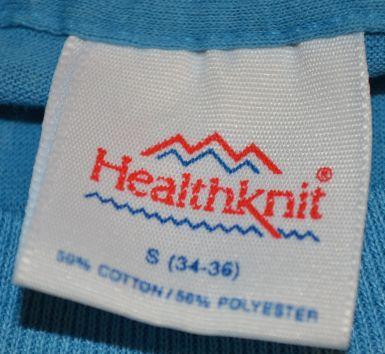 Healthknit®
S (34-36)
50% COTTON / 50% POLYESTER